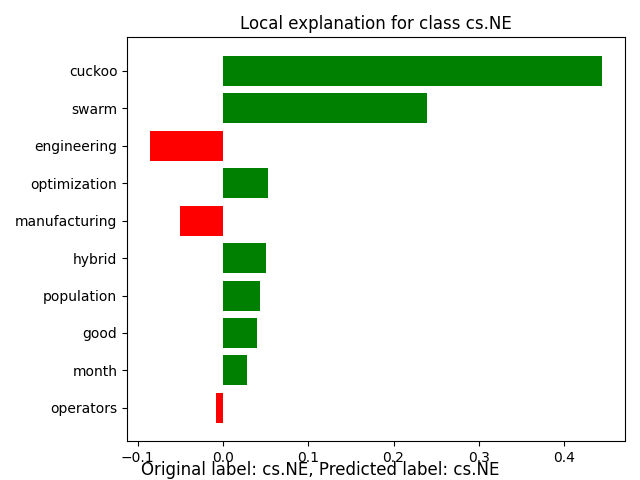 Local explanation for class cs.NE
cuckoo
swarm
engineering
optimization
manufacturing
hybrid
population
good
month
operators
−0.1 0.0 0.1 0.2 0.3 0.4
Original label: cs.NE, Predicted label: cs.NE